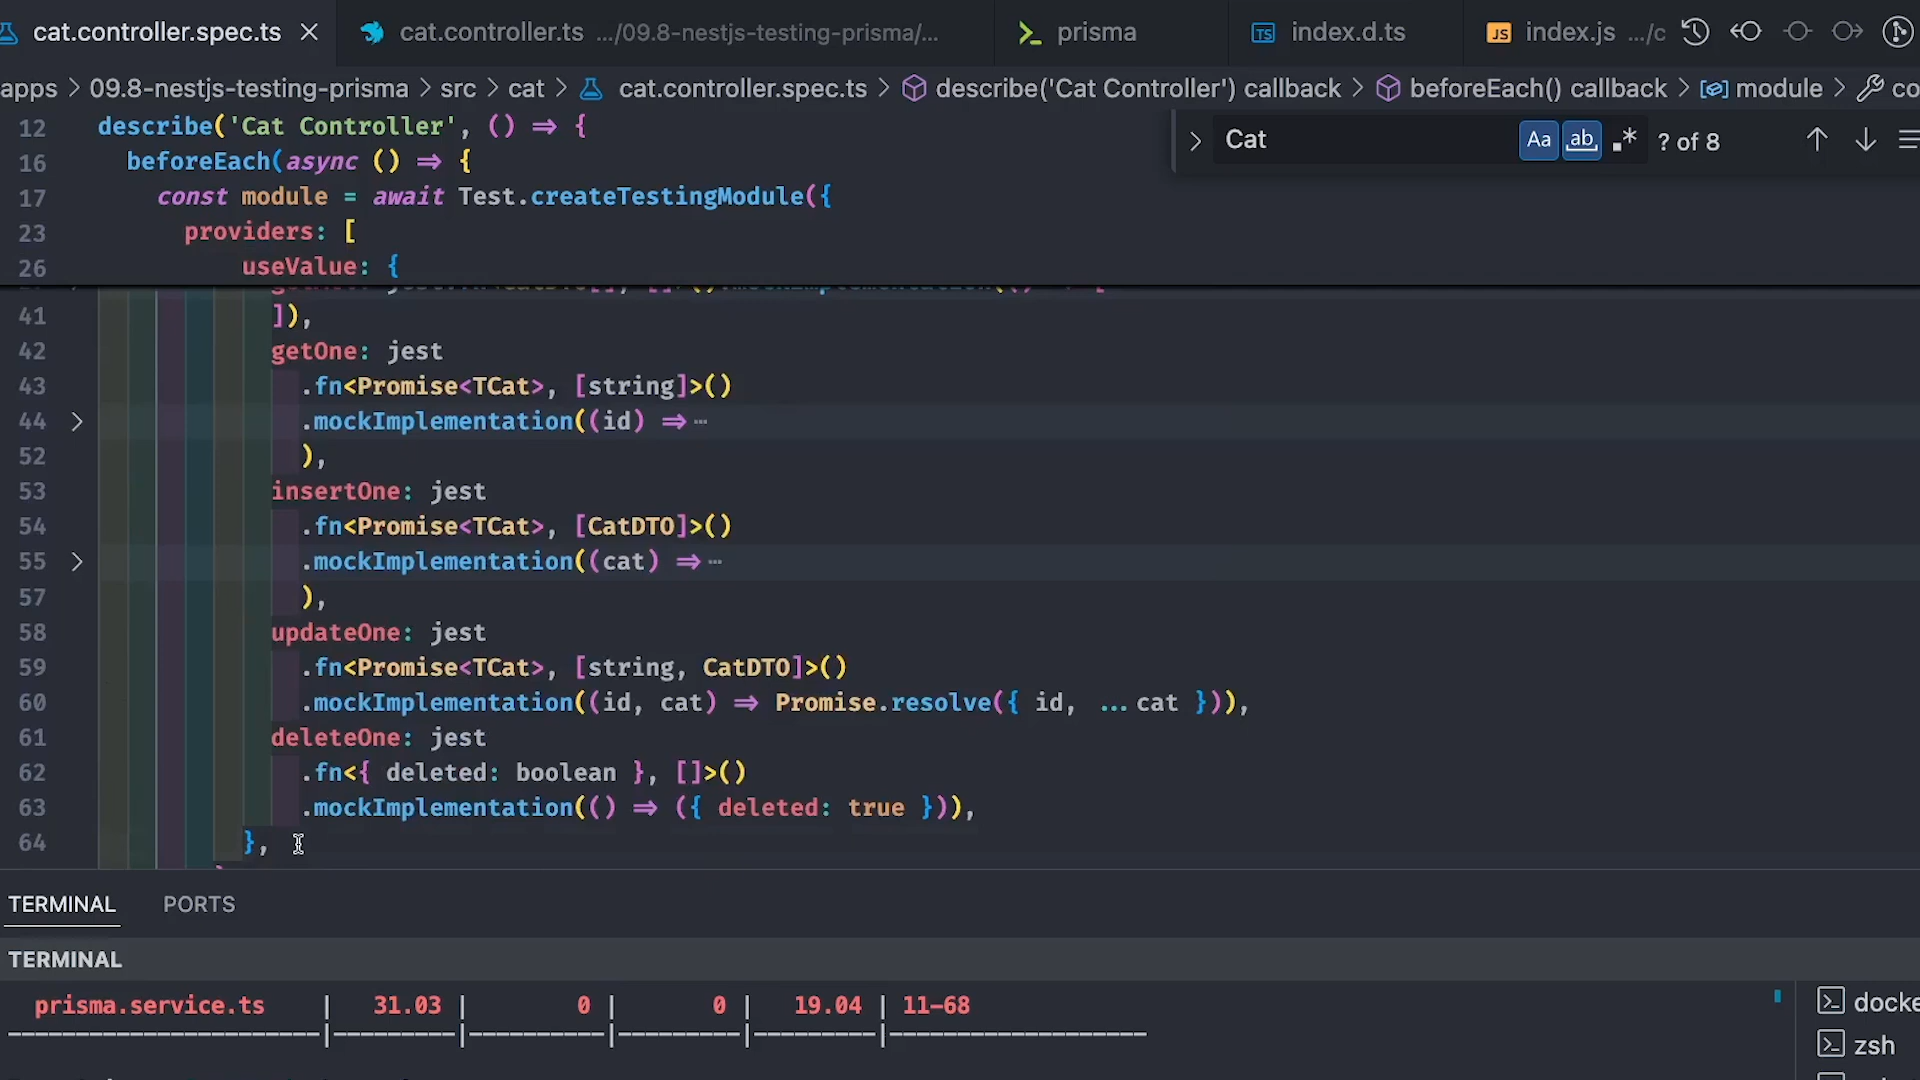 cat.controller.spec.ts cat.controller.ts .../09.8-nestjs-testing-prisma/... prisma TS index.d.ts JS index.js .../c
apps > 09.8-nestjs-testing-prisma > src > cat > cat.controller.spec.ts > describe('Cat Controller') callback > beforeEach() callback > module > co
12 describe('Cat Controller', () => {
Cat Aa ab .* ? of 8
16 beforeEach(async () => {
17 const module = await Test.createTestingModule({
23 providers: [
26 useValue: {
41 ]),
42 getOne: jest
43 .fn<Promise<TCat>, [string]>()
44 .mockImplementation((id) => ...
52 ),
53 insertOne: jest
54 .fn<Promise<TCat>, [CatDTO]>()
55 .mockImplementation((cat) => ...
57 ),
58 updateOne: jest
59 .fn<Promise<TCat>, [string, CatDTO]>()
60 .mockImplementation((id, cat) => Promise.resolve({ id, ...cat })),
61 deleteOne: jest
62 .fn<{ deleted: boolean }, []>()
63 .mockImplementation(() => ({ deleted: true })),
64 },
TERMINAL PORTS
TERMINAL
prisma.service.ts | 31.03 | 0 | 0 | 19.04 | 11-68
docke
zsh